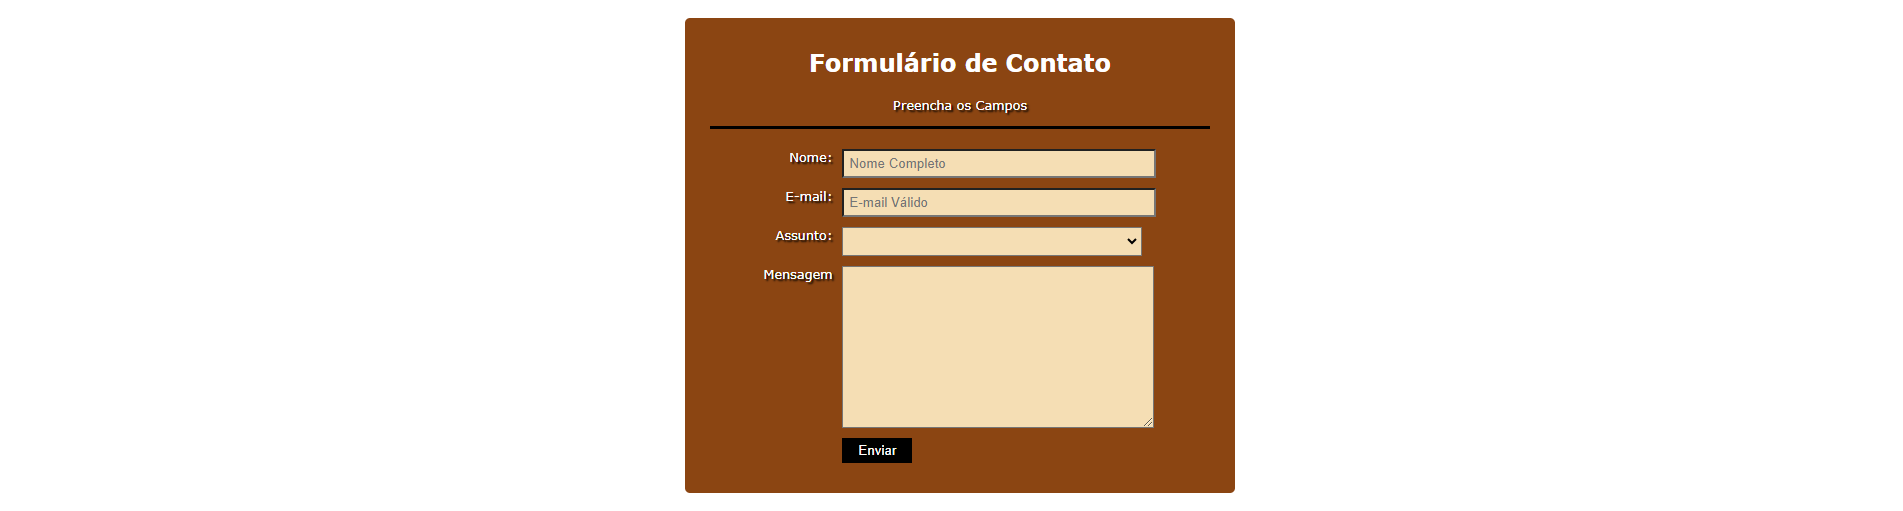 Formulário de Contato
Preencha os Campos
Nome: Nome Completo
E-mail: E-mail Válido
Assunto:
Mensagem
Enviar